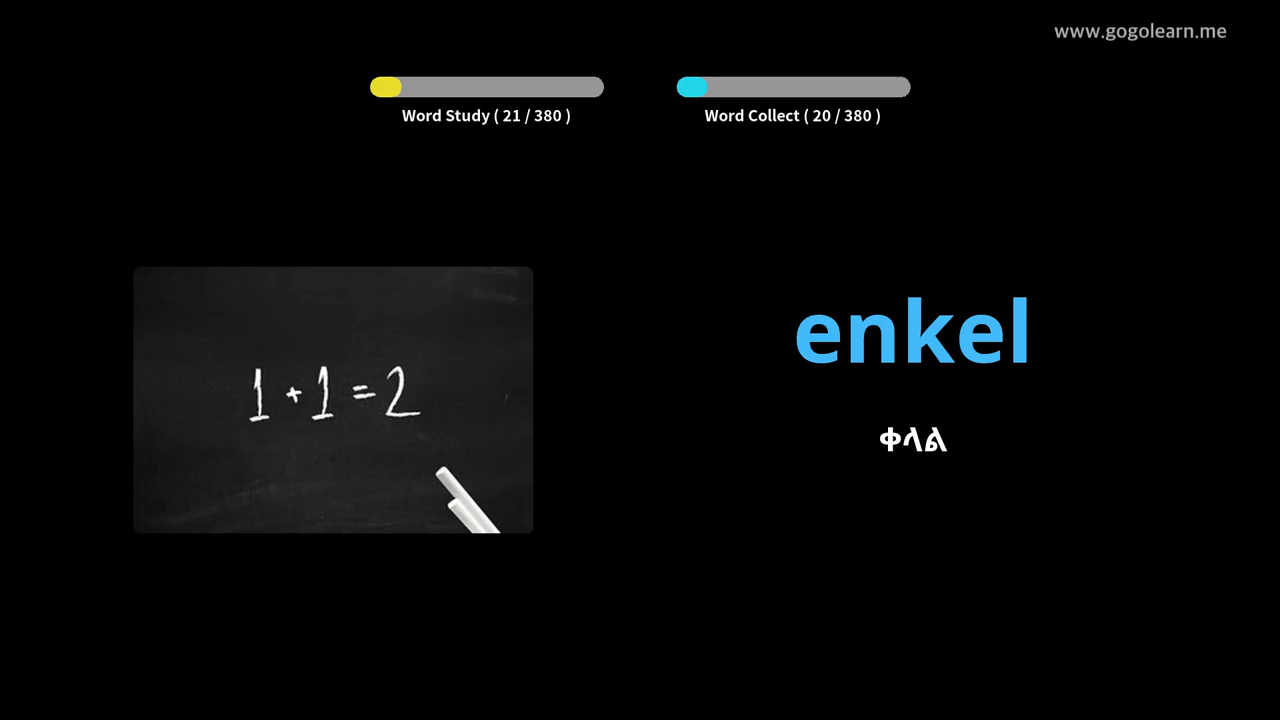 www.gogolearn.me
Word Study ( 21 / 380 )
Word Collect ( 20 / 380 )
1 + 1 = 2
enkel
ቀላል